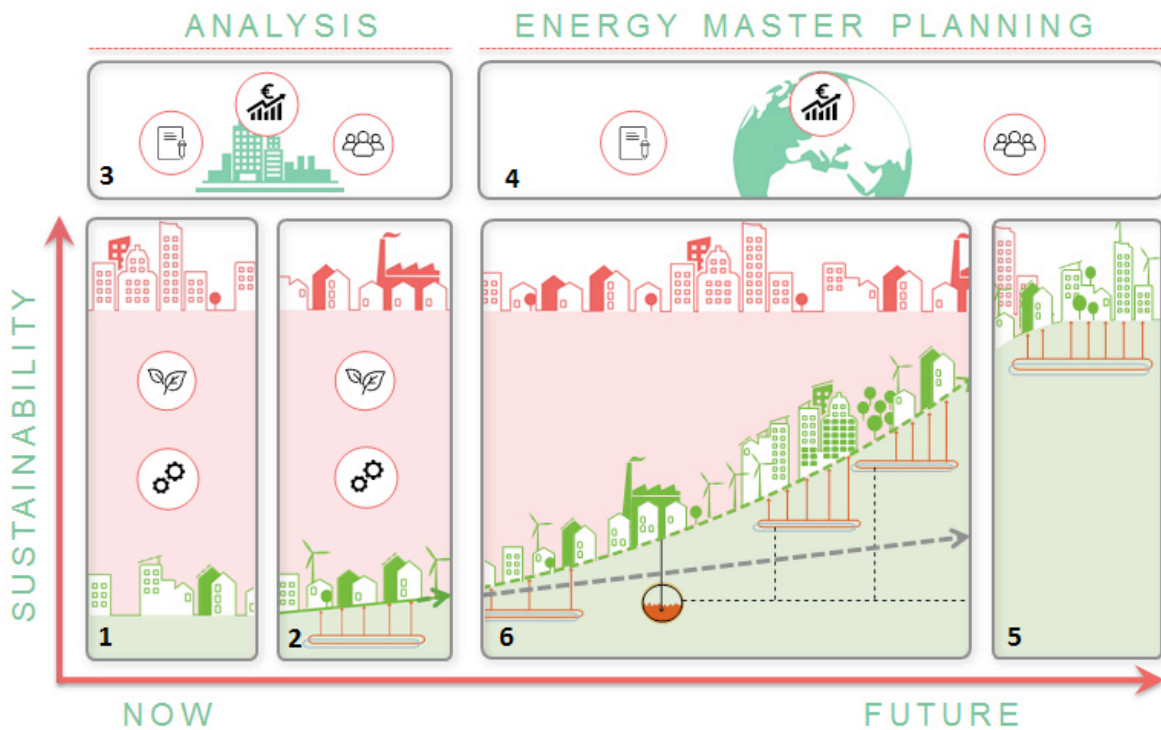 ANALYSIS
ENERGY MASTER PLANNING
€
3
€
4
SUSTAINABILITY
1
2
6
5
NOW
FUTURE